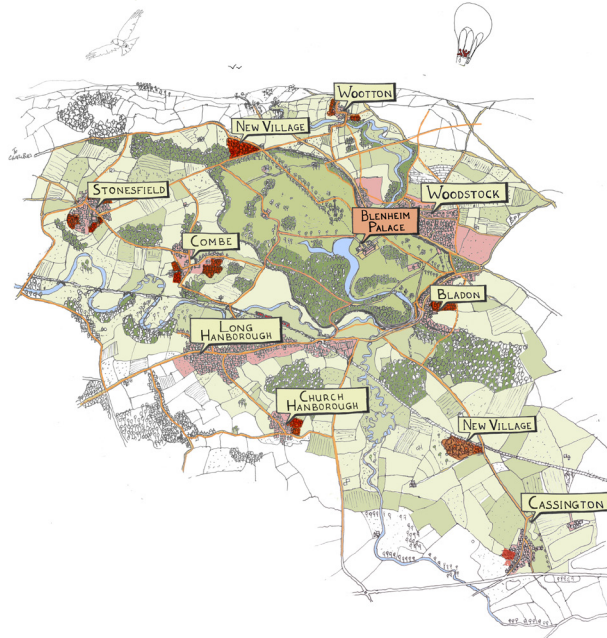 WOOTTON
NEW VILLAGE
STONESFIELD
WOODSTOCK
BLENHEIM
PALACE
COMBE
BLADON
LONG
HANBOROUGH
CHURCH
HANBOROUGH
NEW VILLAGE
CASSINGTON